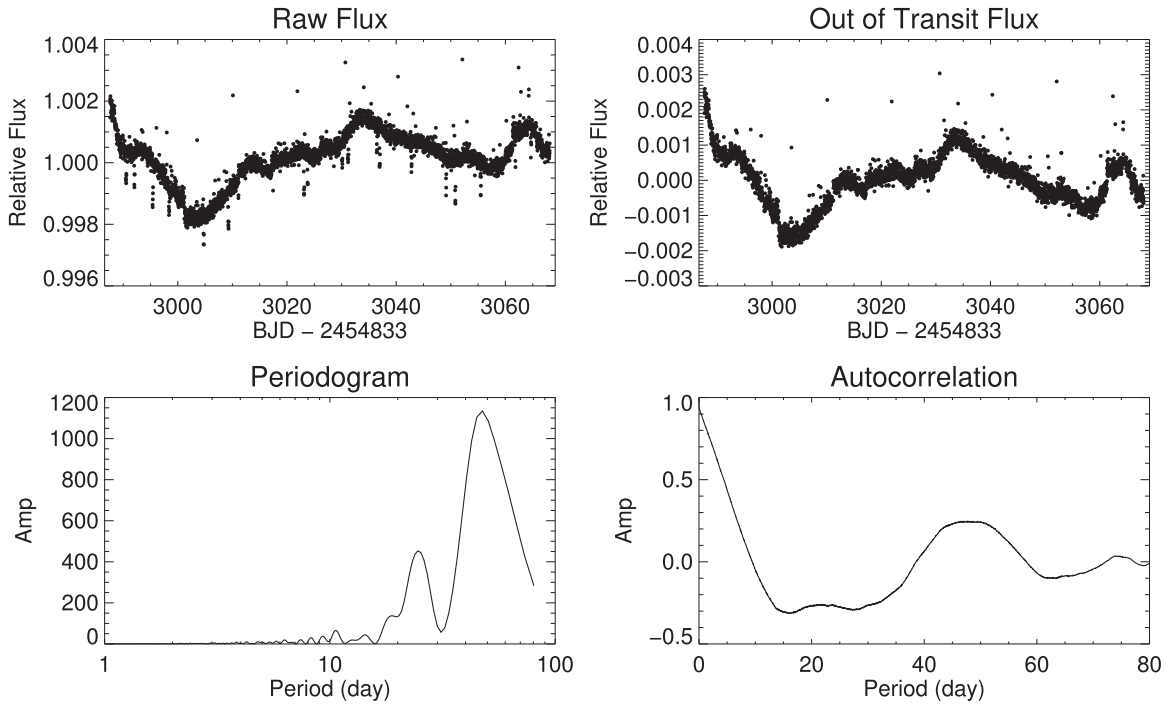 Raw Flux
Out of Transit Flux
1.004
1.002
1.000
0.998
0.996
Relative Flux
3000 3020 3040 3060
BJD − 2454833
0.004
0.003
0.002
0.001
0.000
−0.001
−0.002
−0.003
Relative Flux
3000 3020 3040 3060
BJD − 2454833
Periodogram
Autocorrelation
1200
1000
800
600
400
200
0
Amp
1 10 100
Period (day)
1.0
0.5
0.0
−0.5
Amp
0 20 40 60 80
Period (day)